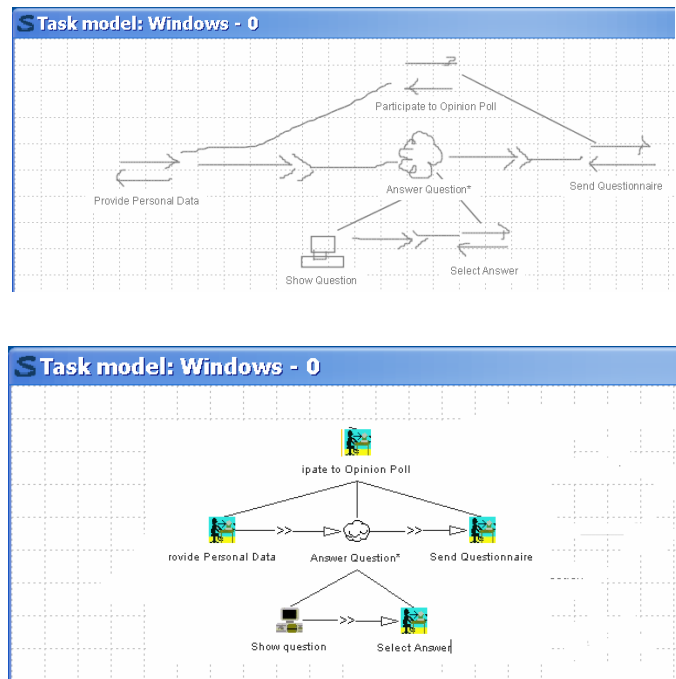 S Task model: Windows - 0
Participate to Opinion Poll
Provide Personal Data
Answer Question*
Send Questionnaire
Show Question
Select Answer
S Task model: Windows - 0
ipate to Opinion Poll
rovide Personal Data
Answer Question*
Send Questionnaire
Show question
Select Answer